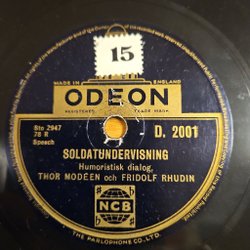 15
MADE IN ENGLAND
ODEON
REGISTERED TRADE MARK
Sto 2947
78 R
Speech
D. 2001
SOLDATUNDERVISNING
Humoristisk dialog,
THOR MODÉEN och FRIDOLF RHUDIN
NCB
THE PARLOPHONE CO. LTD.